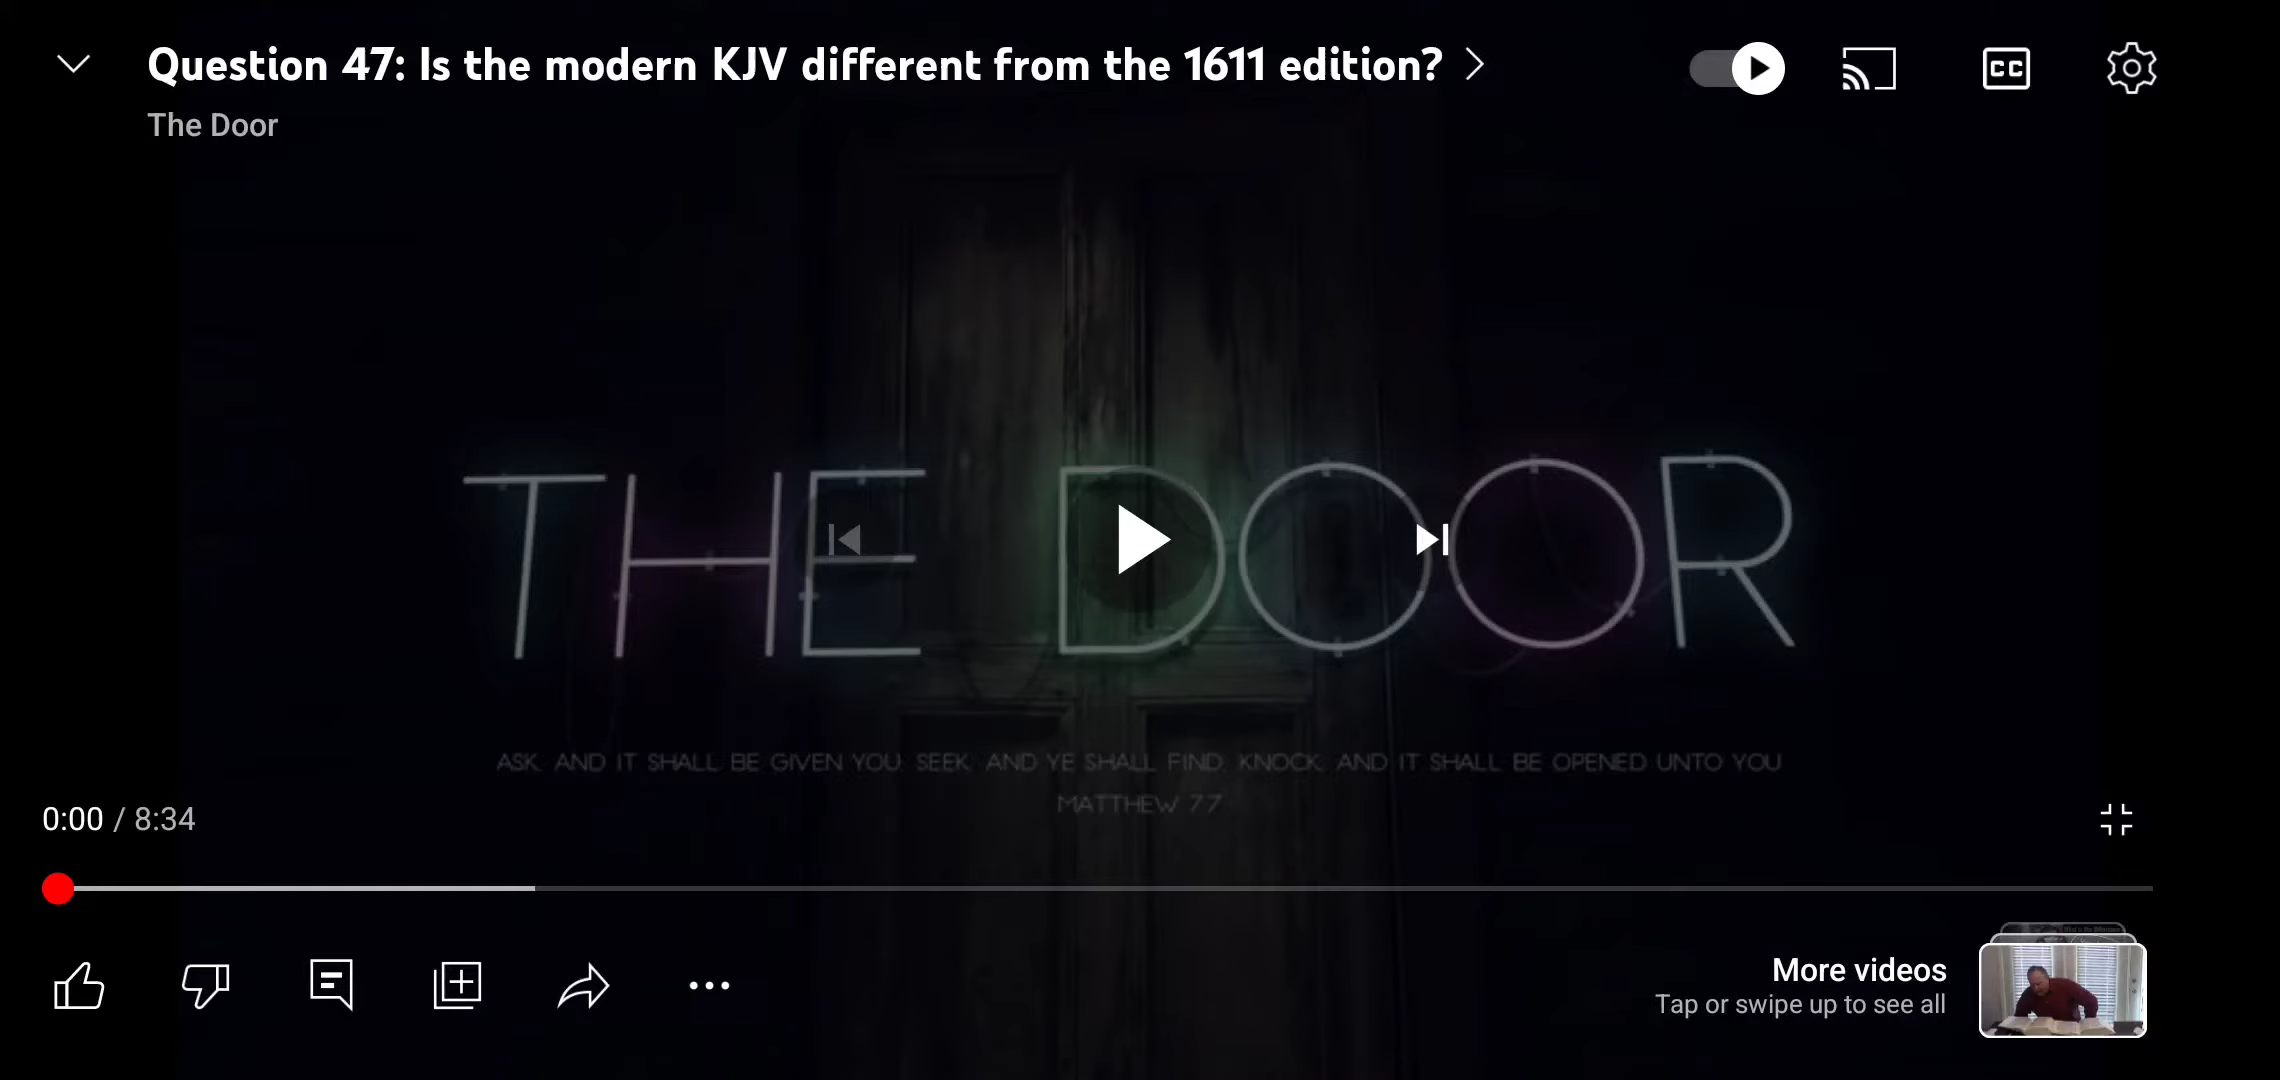 Question 47: Is the modern KJV different from the 1611 edition?
The Door
CC
THE DOOR
ASK, AND IT SHALL BE GIVEN YOU; SEEK, AND YE SHALL FIND; KNOCK, AND IT SHALL BE OPENED UNTO YOU
MATTHEW 7:7
0:00 / 8:34
More videos
Tap or swipe up to see all